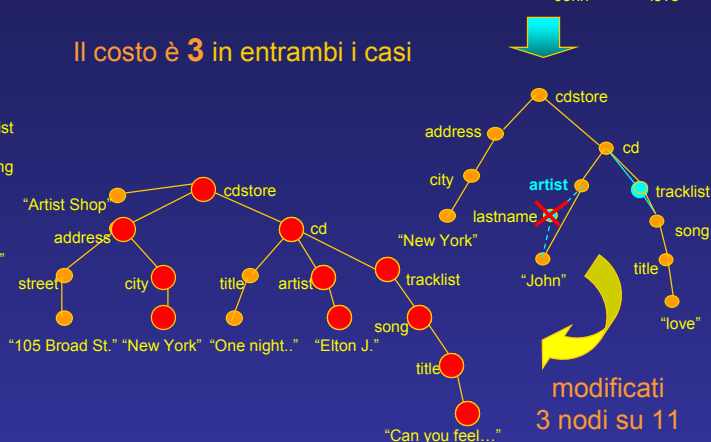 Il costo è 3 in entrambi i casi
cdstore
address
cd
city
artist
tracklist
lastname
song
"New York"
"John"
title
"love"
modificati
3 nodi su 11
"Artist Shop"
cdstore
address
cd
street
city
title
artist
tracklist
song
"105 Broad St."
"New York"
"One night.."
"Elton J."
title
"Can you feel..."